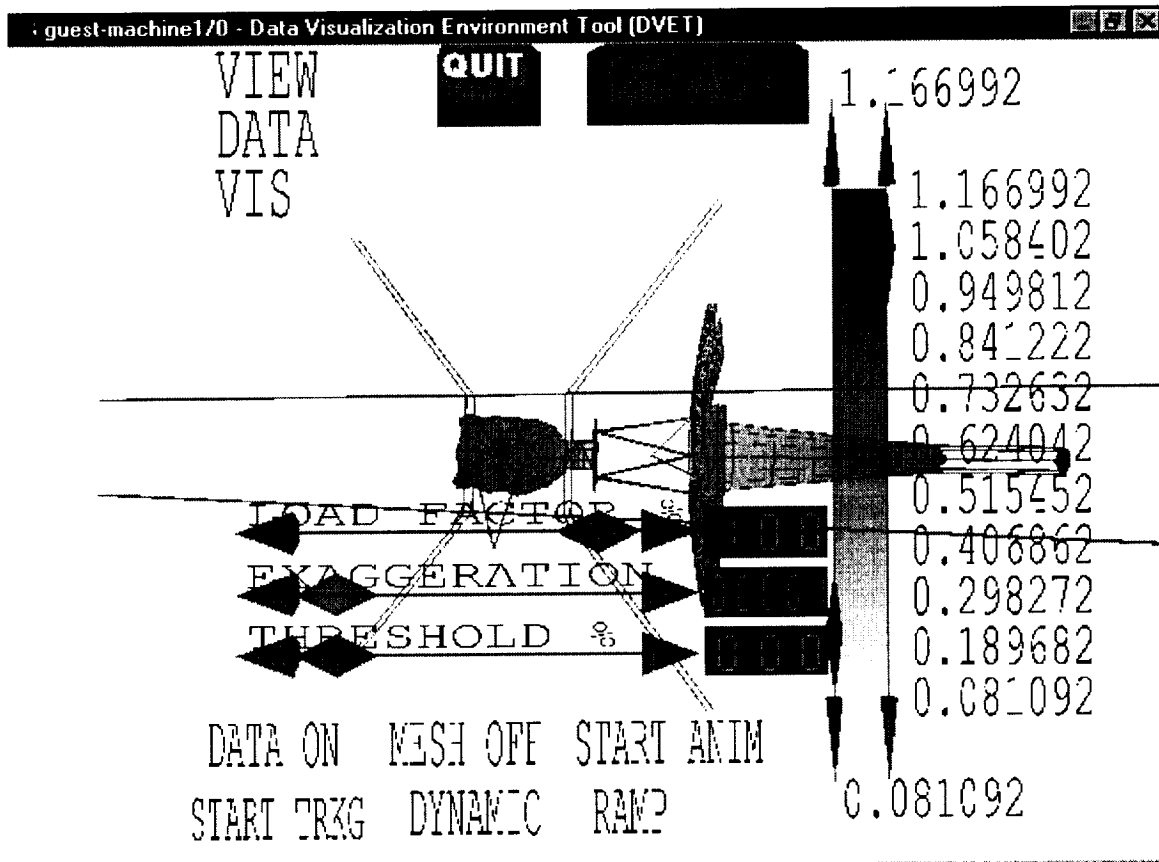 guest-machine1/0 - Data Visualization Environment Tool (DVET)
VIEW
DATA
VIS
QUIT
1.166992
1.166992
1.058402
0.949812
0.841222
0.732632
0.624042
0.515452
0.406862
0.298272
0.189682
0.081092
0.081092
LOAD FACTOR %
EXAGGERATION
THRESHOLD %
DATA ON MESH OFF START ANIM
START TRKG DYNAMIC RAMP